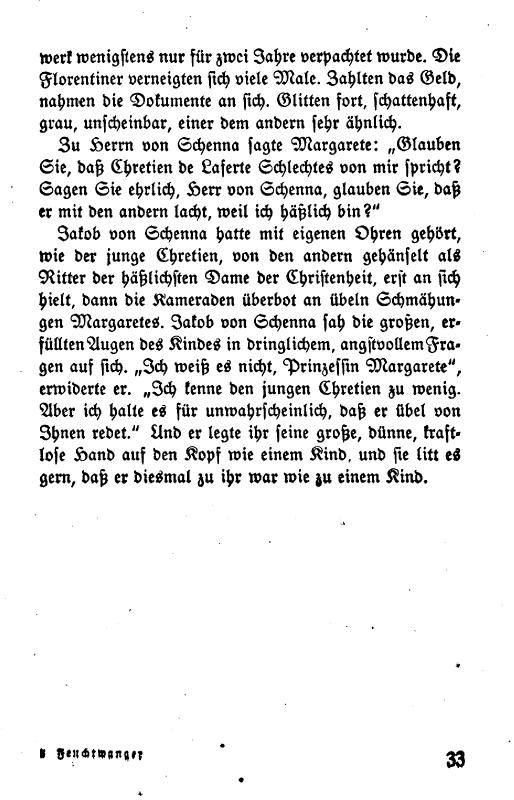 werk wenigstens nur für zwei Jahre verpachtet wurde. Die
Florentiner verneigten sich viele Male. Zahlten das Geld,
nahmen die Dokumente an sich. Glitten fort, schattenhaft,
grau, unscheinbar, einer dem andern sehr ähnlich.
Zu Herrn von Schenna sagte Margarete: „Glauben
Sie, daß Chretien de Laferte Schlechtes von mir spricht?
Sagen Sie ehrlich, Herr von Schenna, glauben Sie, daß
er mit den andern lacht, weil ich häßlich bin?“
Jakob von Schenna hatte mit eigenen Ohren gehört,
wie der junge Chretien, von den andern gehänselt als
Ritter der häßlichsten Dame der Christenheit, erst an sich
hielt, dann die Kameraden überbot an übeln Schmähun-
gen Margaretes. Jakob von Schenna sah die großen, er-
füllten Augen des Kindes in dringlichem, angstvollem Fra-
gen auf sich. „Ich weiß es nicht, Prinzessin Margarete“,
erwiderte er. „Ich kenne den jungen Chretien zu wenig.
Aber ich halte es für unwahrscheinlich, daß er übel von
Ihnen redet.“ Und er legte ihr seine große, dünne, kraft-
lose Hand auf den Kopf wie einem Kind, und sie litt es
gern, daß er diesmal zu ihr war wie zu einem Kind.
Feuchtwanger
33